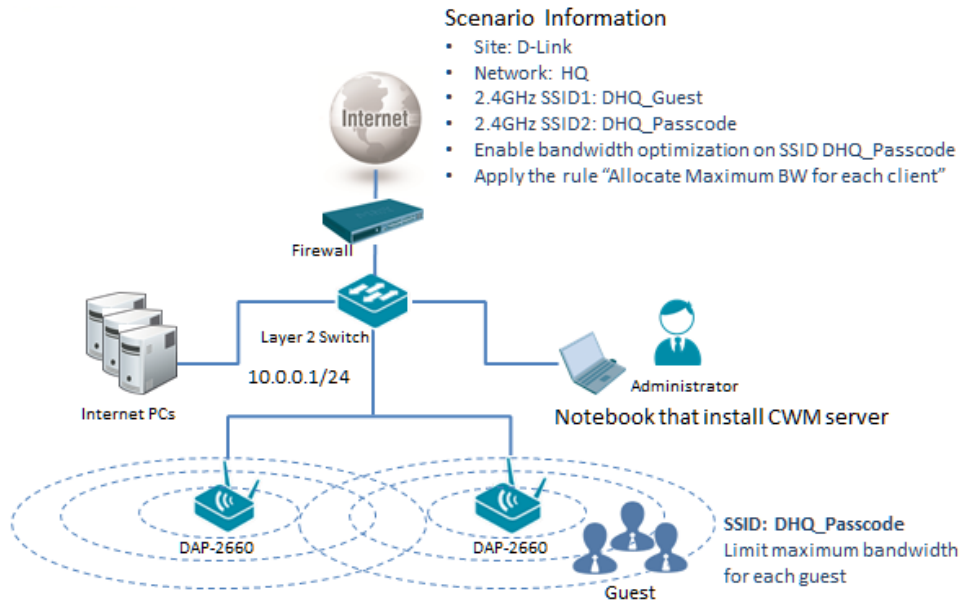 Scenario Information
• Site: D-Link
• Network: HQ
• 2.4GHz SSID1: DHQ_Guest
• 2.4GHz SSID2: DHQ_Passcode
• Enable bandwidth optimization on SSID DHQ_Passcode
• Apply the rule “Allocate Maximum BW for each client”
Internet
Firewall
Layer 2 Switch
10.0.0.1/24
Internet PCs
Administrator
Notebook that install CWM server
DAP-2660
DAP-2660
Guest
SSID: DHQ_Passcode
Limit maximum bandwidth
for each guest